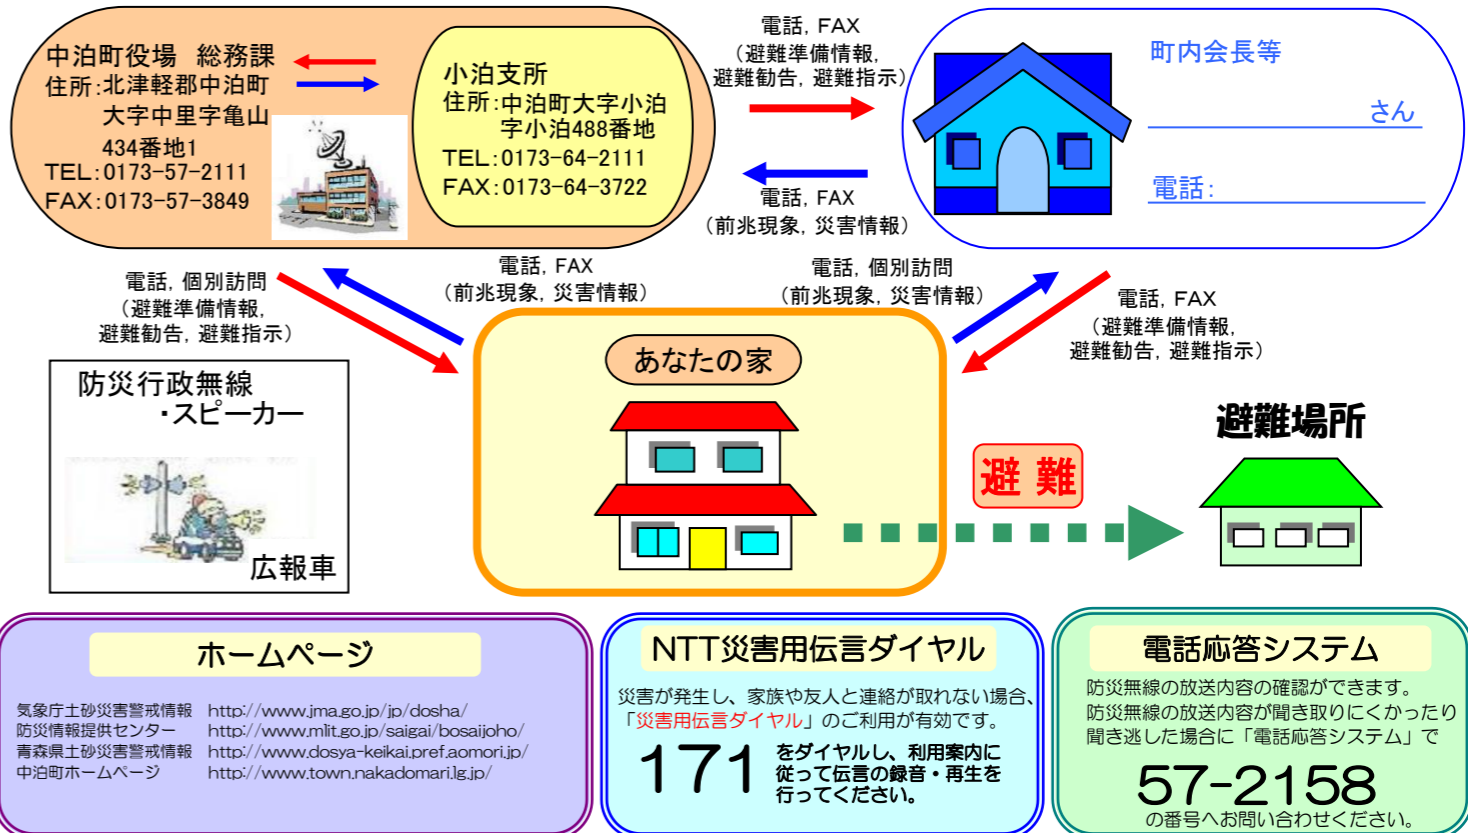 中泊町役場　総務課
住所：北津軽郡中泊町
大字中里字亀山
434番地1
TEL：0173-57-2111
FAX：0173-57-3849
小泊支所
住所：中泊町大字小泊
字小泊488番地
TEL：0173-64-2111
FAX：0173-64-3722
電話，FAX
（避難準備情報，
避難勧告，避難指示）
電話，FAX
（前兆現象，災害情報）
町内会長等
さん
電話：
電話，個別訪問
（避難準備情報，
避難勧告，避難指示）
電話，FAX
（前兆現象，災害情報）
電話，個別訪問
（前兆現象，災害情報）
電話，FAX
（避難準備情報，
避難勧告，避難指示）
防災行政無線
・スピーカー
広報車
あなたの家
避難
避難場所
ホームページ
気象庁土砂災害警戒情報　http://www.jma.go.jp/jp/dosha/
防災情報提供センター　http://www.mlit.go.jp/saigai/bosaijoho/
青森県土砂災害警戒情報　http://www.dosya-keikai.pref.aomori.jp/
中泊町ホームページ　http://www.town.nakadomari.lg.jp/
NTT災害用伝言ダイヤル
災害が発生し、家族や友人と連絡が取れない場合、
「災害用伝言ダイヤル」のご利用が有効です。
171
をダイヤルし、利用案内に
従って伝言の録音・再生を
行ってください。
電話応答システム
防災無線の放送内容の確認ができます。
防災無線の放送内容が聞き取りにくかったり
聞き逃した場合に「電話応答システム」で
57-2158
の番号へお問い合わせください。